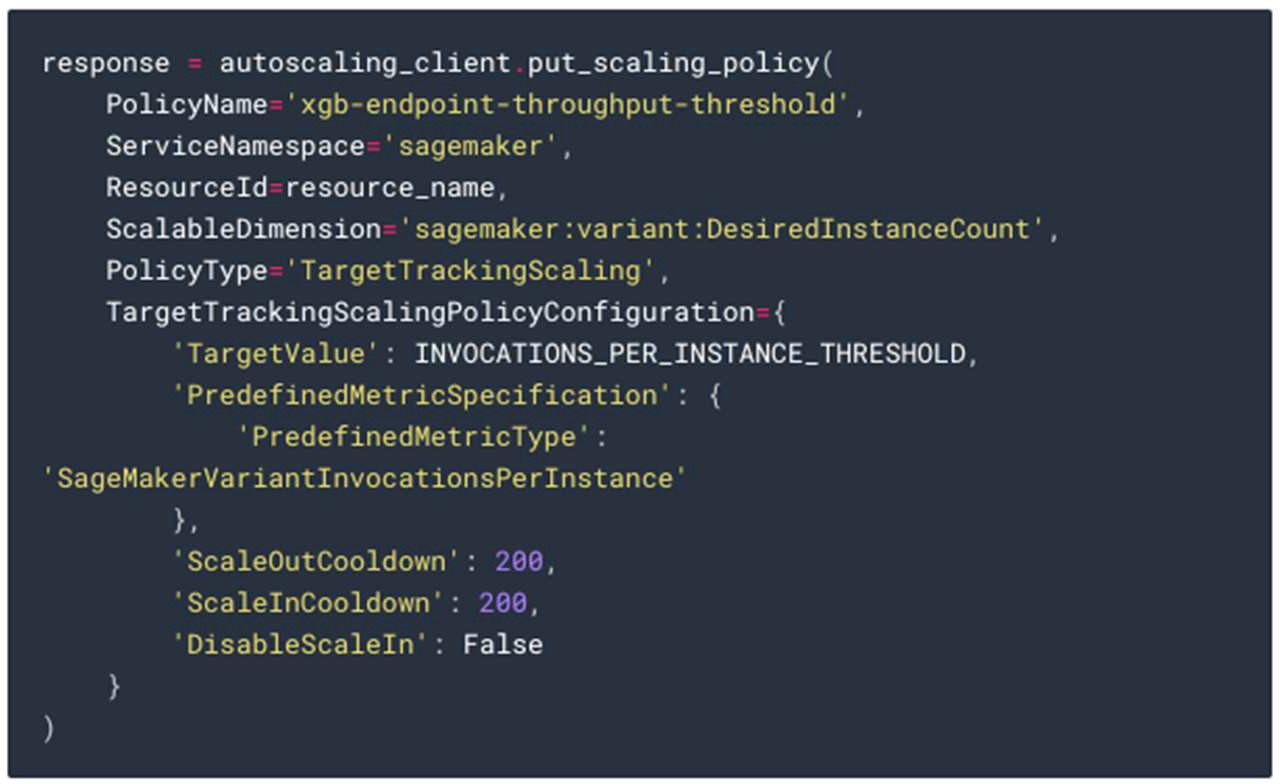 response = autoscaling_client.put_scaling_policy(
    PolicyName='xgb-endpoint-throughput-threshold',
    ServiceNamespace='sagemaker',
    ResourceId=resource_name,
    ScalableDimension='sagemaker:variant:DesiredInstanceCount',
    PolicyType='TargetTrackingScaling',
    TargetTrackingScalingPolicyConfiguration={
        'TargetValue': INVOCATIONS_PER_INSTANCE_THRESHOLD,
        'PredefinedMetricSpecification': {
            'PredefinedMetricType':
'SageMakerVariantInvocationsPerInstance'
        },
        'ScaleOutCooldown': 200,
        'ScaleInCooldown': 200,
        'DisableScaleIn': False
    }
)